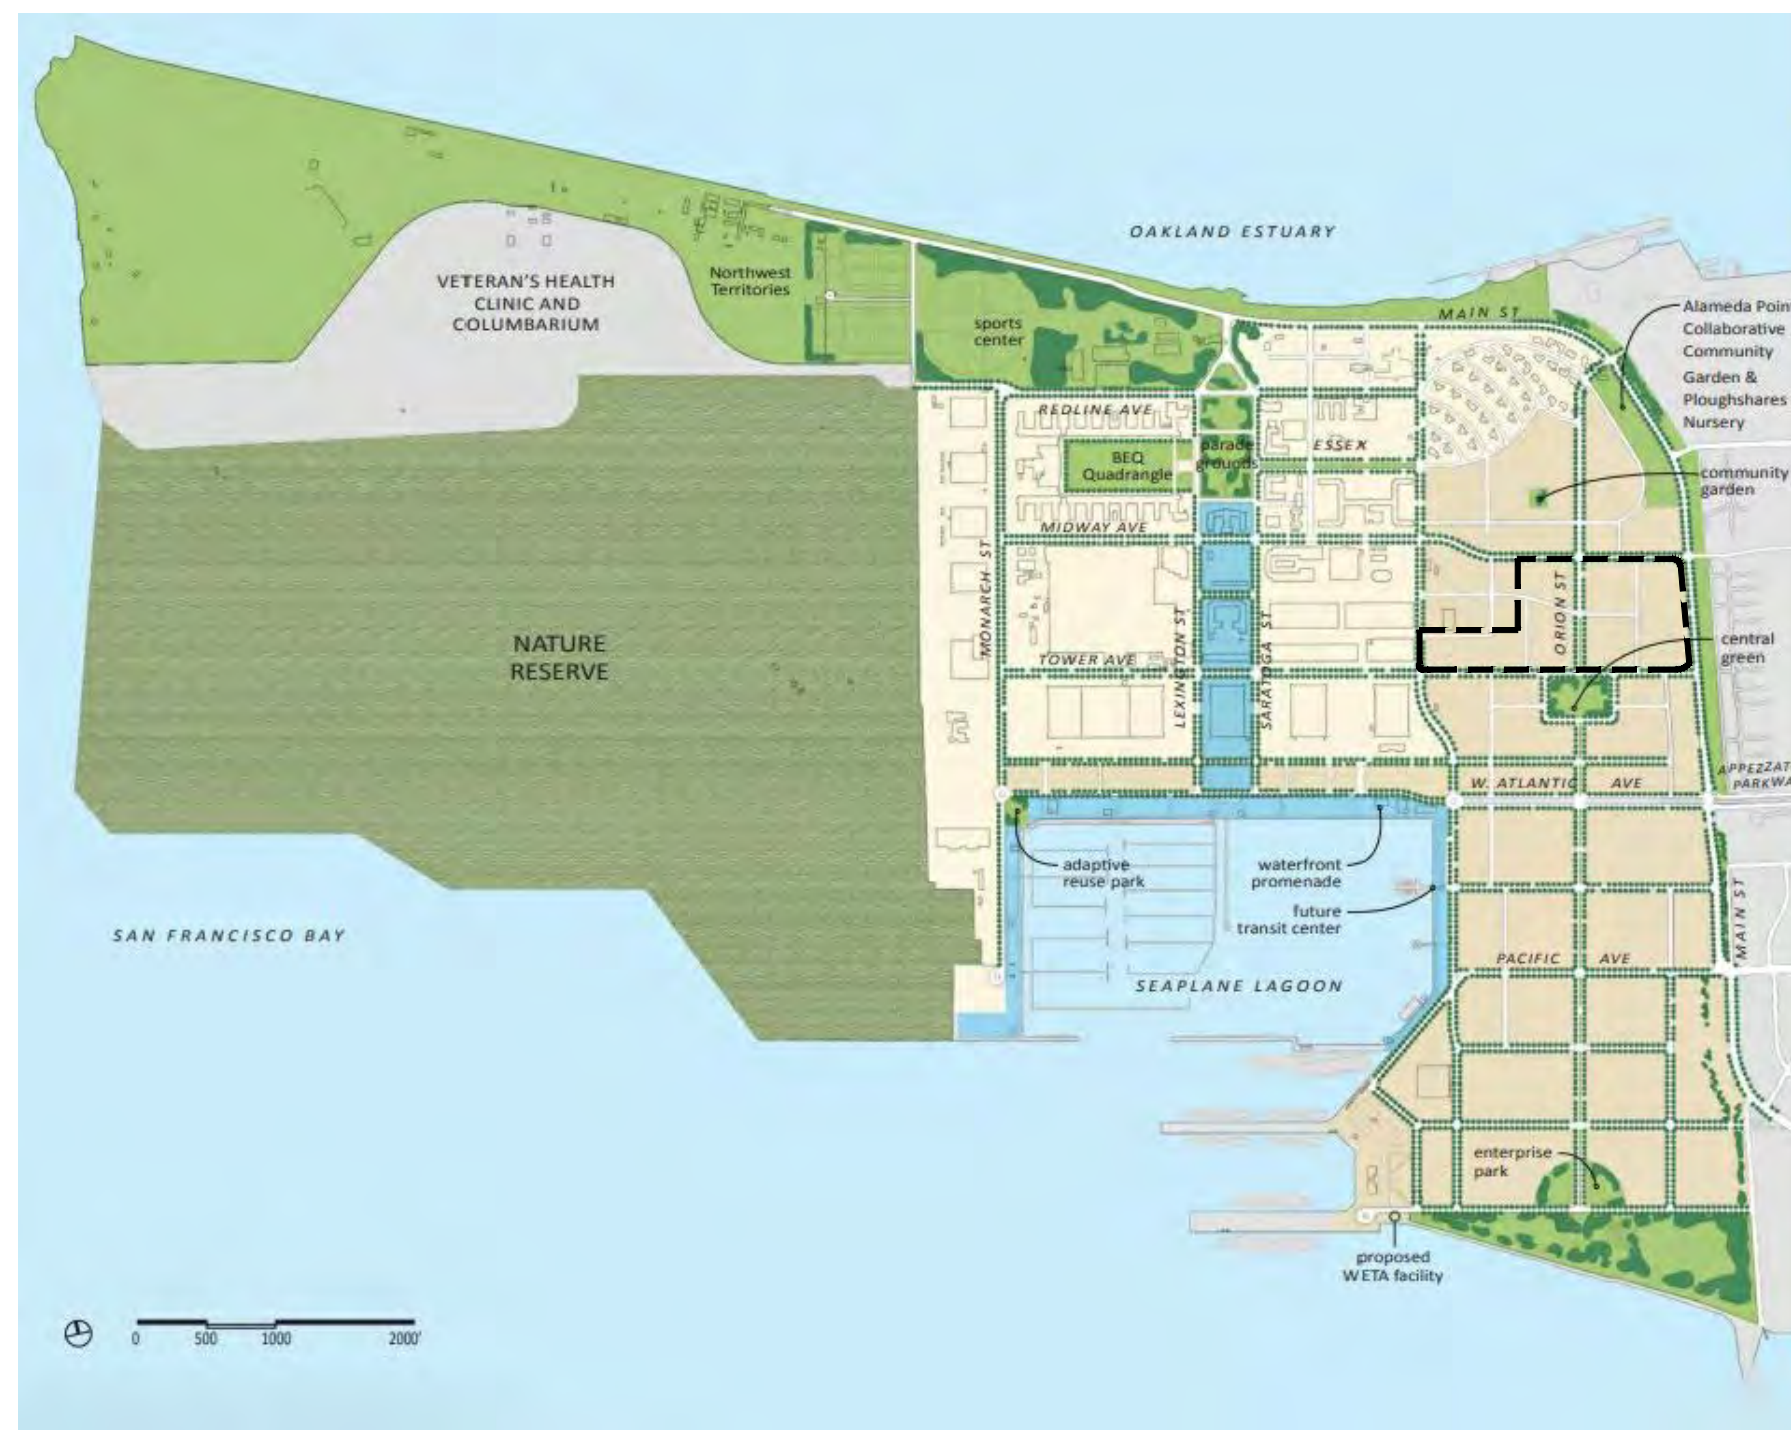 OAKLAND ESTUARY
VETERAN'S HEALTH
CLINIC AND
COLUMBARIUM
Northwest
Territories
sports
center
MAIN ST
Alameda Poin
Collaborative
Community
Garden &
Ploughshares
Nursery
REDLINE AVE
parade
grounds
ESSEX
BEQ
Quadrangle
community
garden
MIDWAY AVE
MONARCH ST
ORION ST
NATURE
RESERVE
LEXINGTON ST
SARATOGA ST
TOWER AVE
central
green
W. ATLANTIC AVE
APPEZZAT
PARKWA
adaptive
reuse park
waterfront
promenade
future
transit center
MAIN ST
SAN FRANCISCO BAY
PACIFIC AVE
SEAPLANE LAGOON
enterprise
park
proposed
WETA facility
0 500 1000 2000'